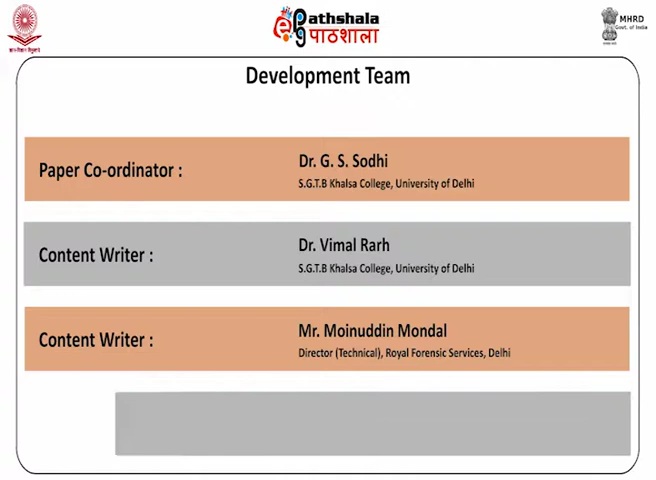 ePathshala
पाठशाला
MHRD
Govt. of India
Development Team
Paper Co-ordinator :
Dr. G. S. Sodhi
S.G.T.B Khalsa College, University of Delhi
Content Writer :
Dr. Vimal Rarh
S.G.T.B Khalsa College, University of Delhi
Content Writer :
Mr. Moinuddin Mondal
Director (Technical), Royal Forensic Services, Delhi